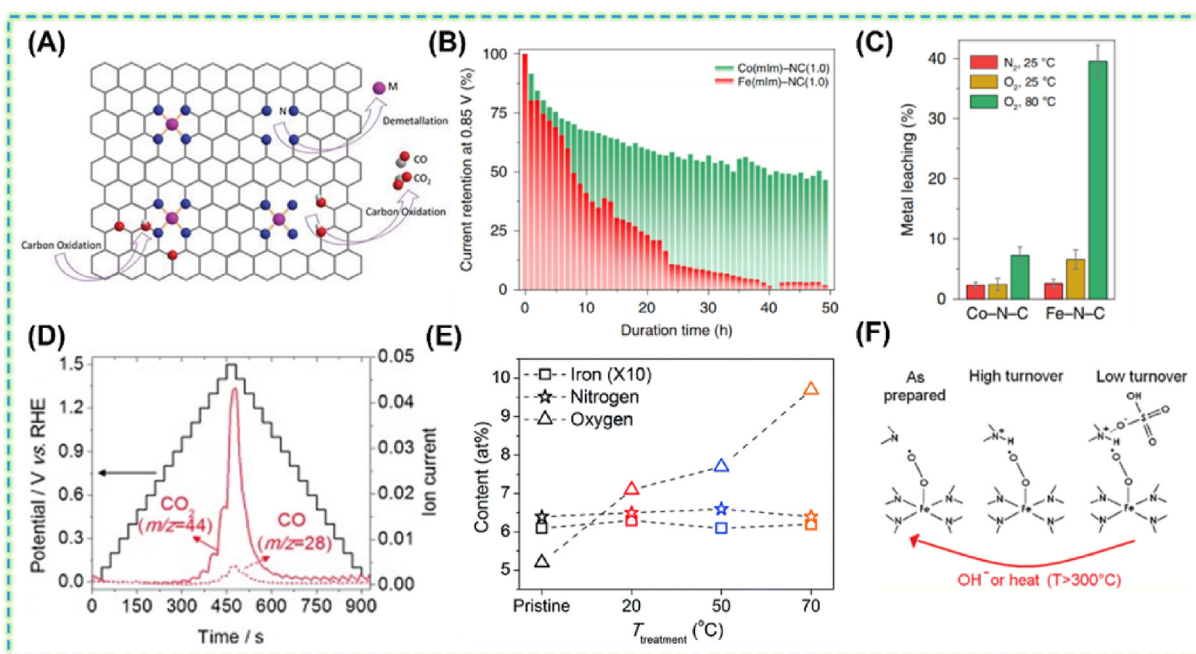 (A)
M
N
Demetallation
CO
CO₂
Carbon Oxidation
Carbon Oxidation
(B)
Current retention at 0.85 V (%)
100
75
50
25
0
Co(mIm)–NC(1.0)
Fe(mIm)–NC(1.0)
0 10 20 30 40 50
Duration time (h)
(C)
Metal leaching (%)
40
30
20
10
0
N₂, 25 °C
O₂, 25 °C
O₂, 80 °C
Co–N–C Fe–N–C
(D)
Potential / V vs. RHE
1.5
1.2
0.9
0.6
0.3
0.0
CO₂
(m/z=44)
CO
(m/z=28)
0.05
0.04
0.03
0.02
0.01
0.00
Ion current
0 150 300 450 600 750 900
Time / s
(E)
Content (at%)
10
9
8
7
6
5
Iron (X10)
Nitrogen
Oxygen
Pristine 20 50 70
Ttreatment (°C)
(F)
As
prepared
High turnover
Low turnover
OH
O
S
O
O⁻
N
N⁺
H
N⁺
H
O
O
O
O
O
O
N N
Fe
N N
N N
Fe
N N
N N
Fe
N N
OH⁻ or heat (T>300°C)